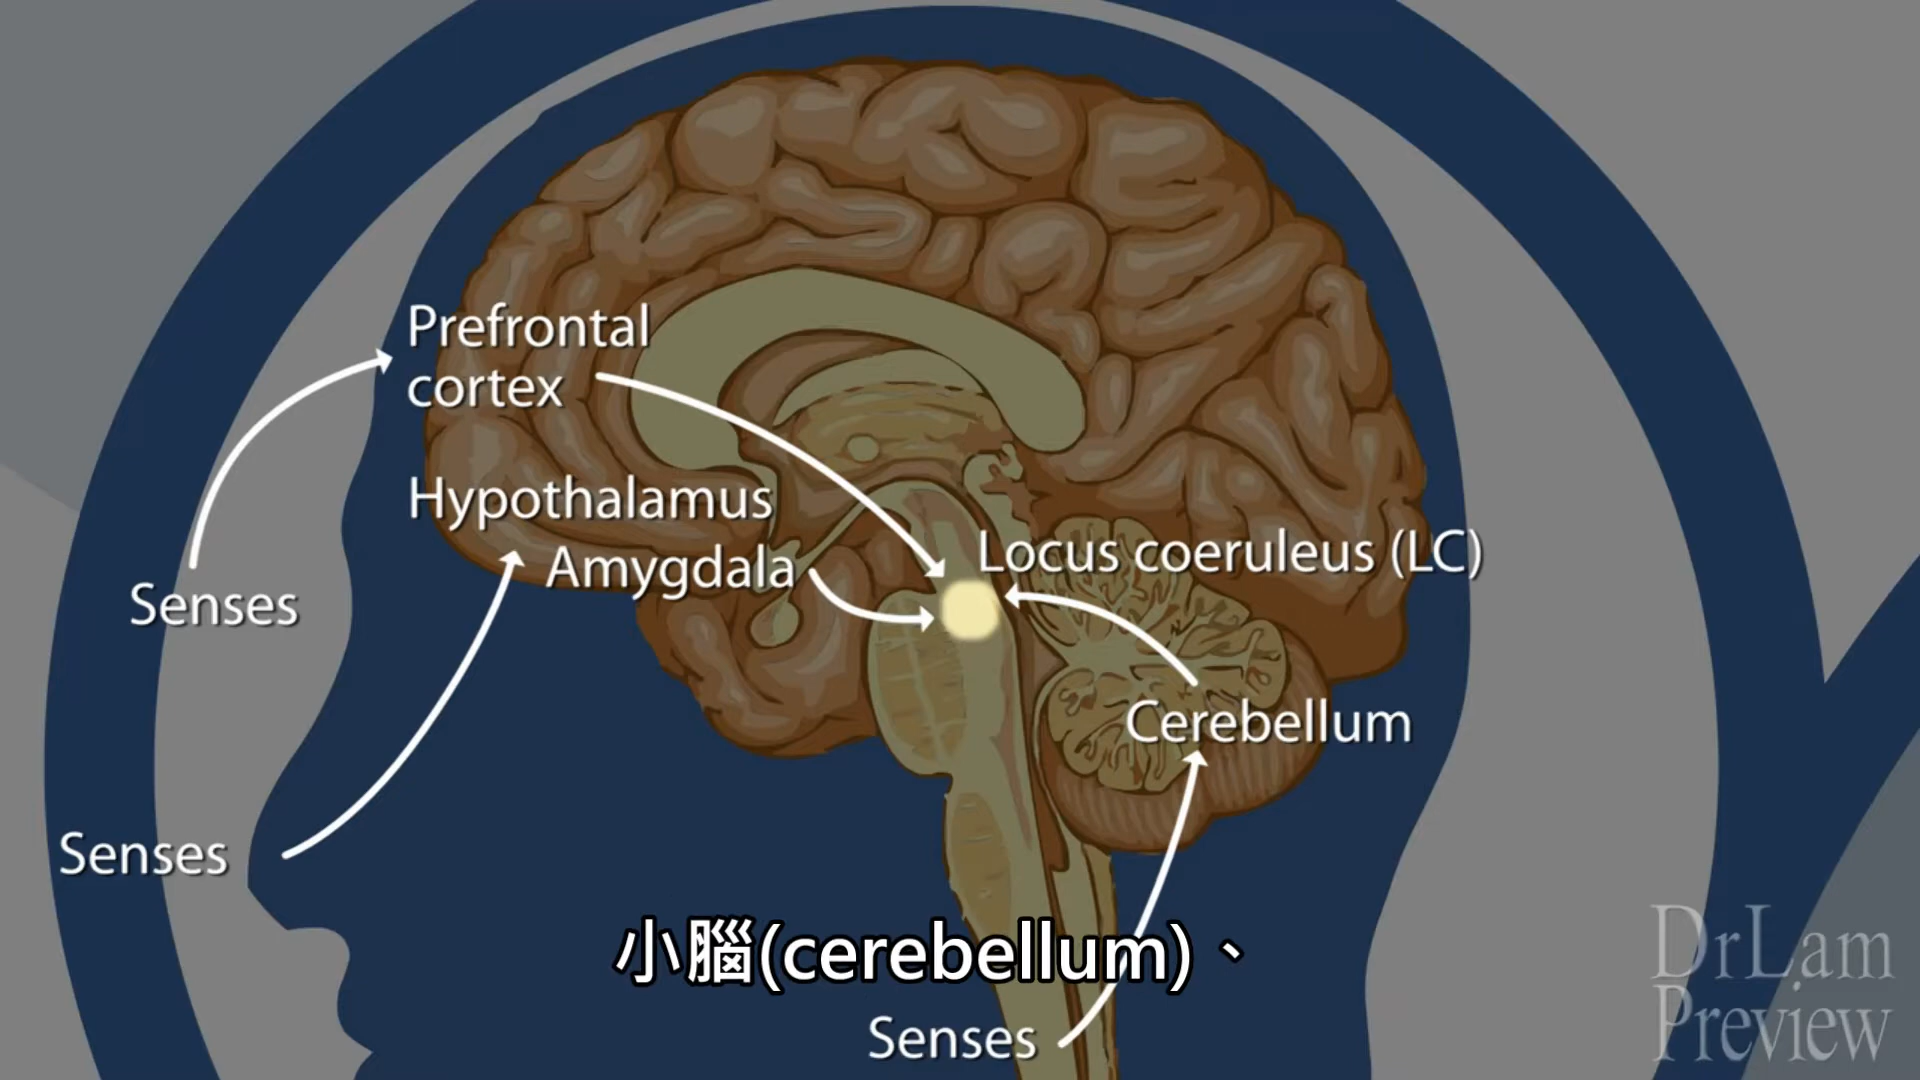 Prefrontal
cortex
Hypothalamus
Amygdala
Locus coeruleus (LC)
Senses
Cerebellum
Senses
小腦(cerebellum)、
Senses
DrLam
Preview